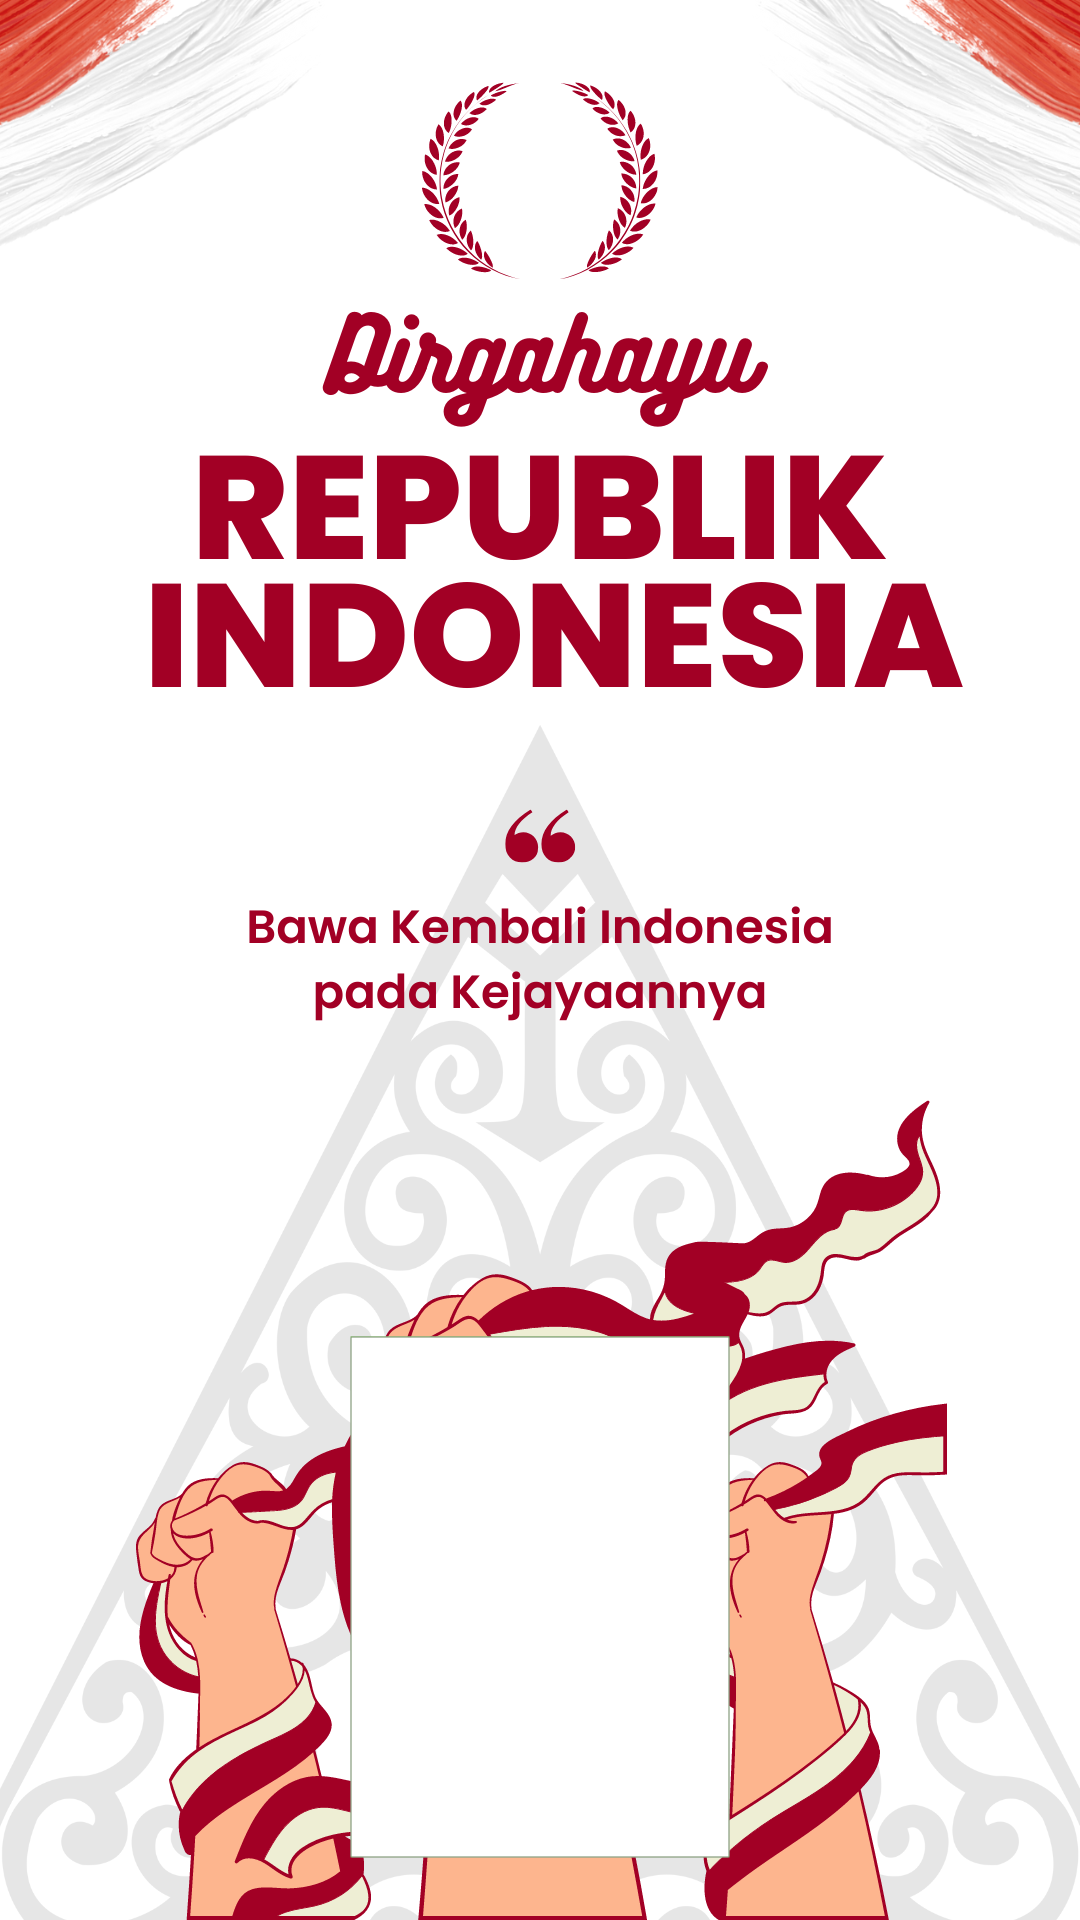 Dirgahayu
REPUBLIK
INDONESIA
“
Bawa Kembali Indonesia
pada Kejayaannya